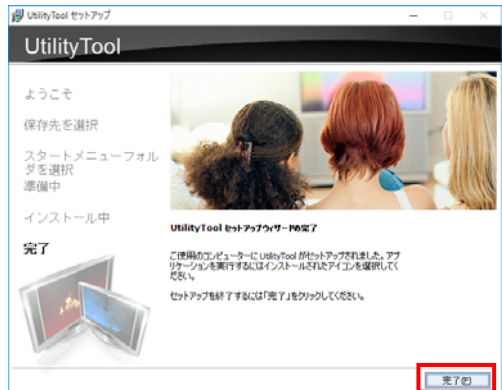 UtilityTool セットアップ
UtilityTool
ようこそ
保存先を選択
スタートメニューフォル
ダを選択
準備中
インストール中
完了
UtilityTool セットアップウィザードの完了
ご使用のコンピューターに UtilityTool がセットアップされました。アプ
リケーションを実行するにはインストールされたアイコンを選択してく
ださい。
セットアップを終了するには「完了」をクリックしてください。
完了(F)